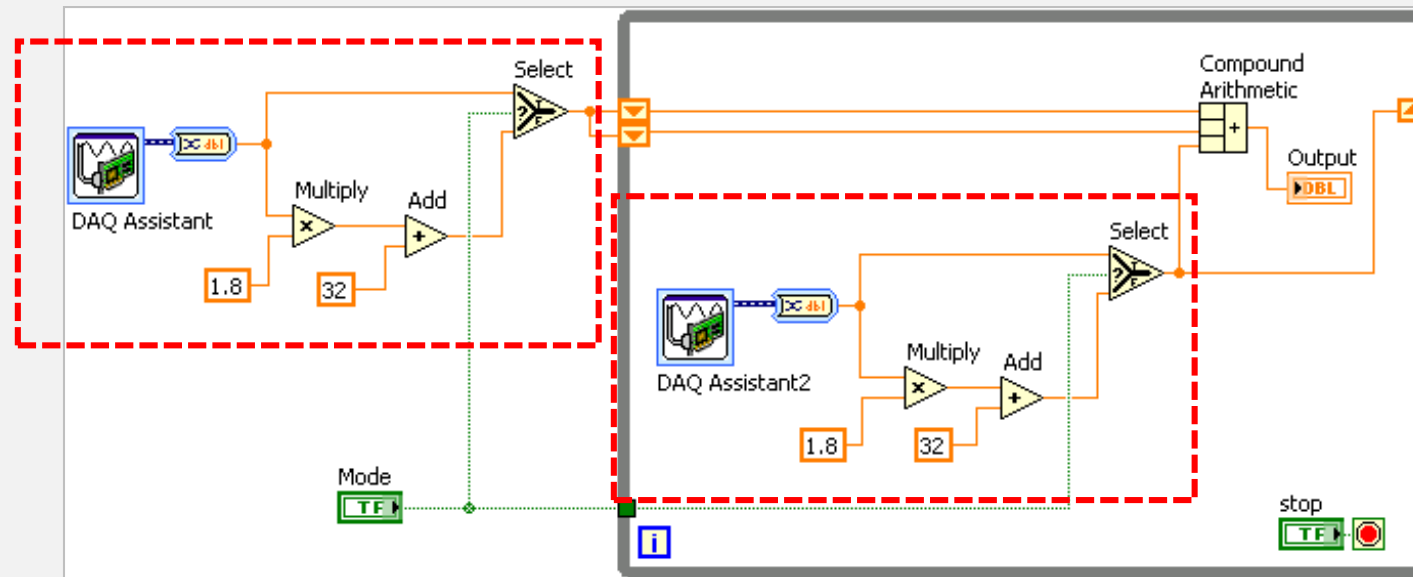 Select
dbl
?
T
F
DAQ Assistant
Multiply
x
Add
+
1.8
32
Mode
TF
i
Compound
Arithmetic
+
Output
DBL
Select
?
T
F
dbl
DAQ Assistant2
Multiply
x
Add
+
1.8
32
stop
TF